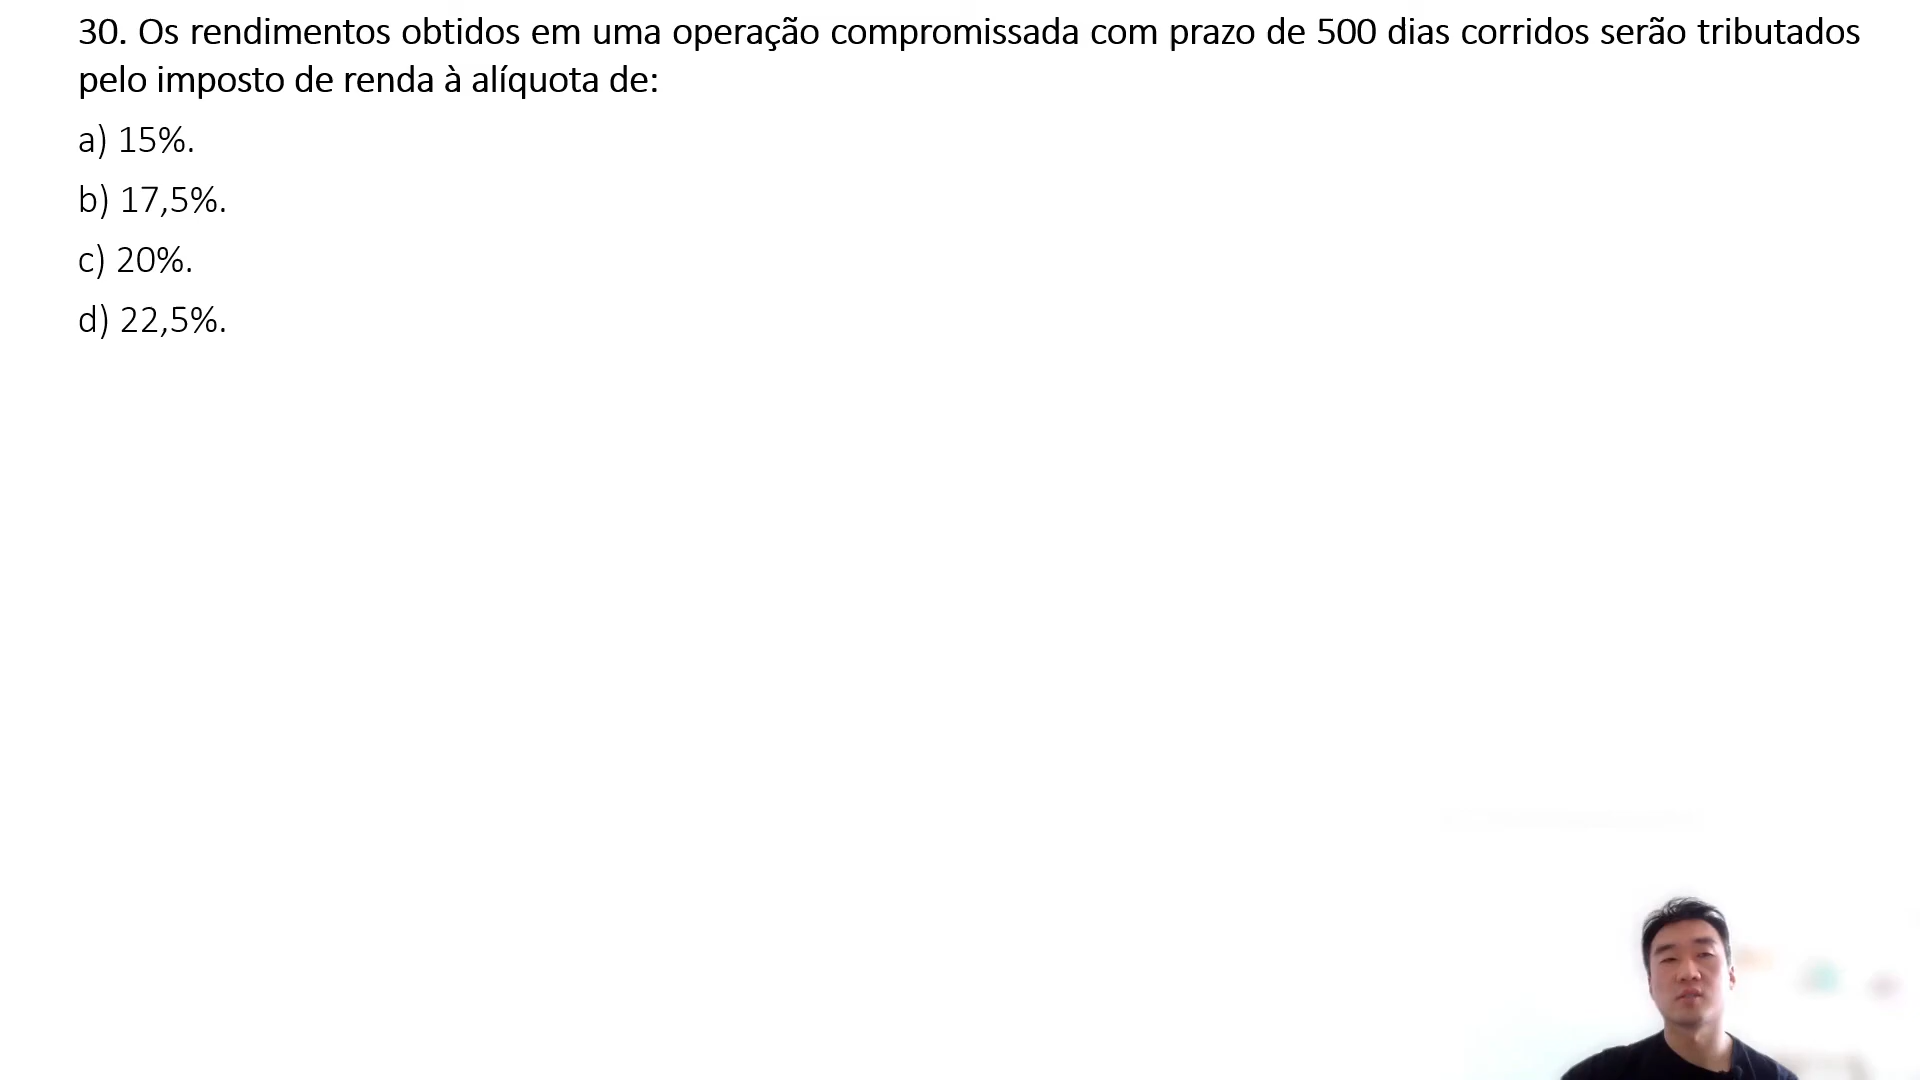 30. Os rendimentos obtidos em uma operação compromissada com prazo de 500 dias corridos serão tributados
pelo imposto de renda à alíquota de:
a) 15%.
b) 17,5%.
c) 20%.
d) 22,5%.